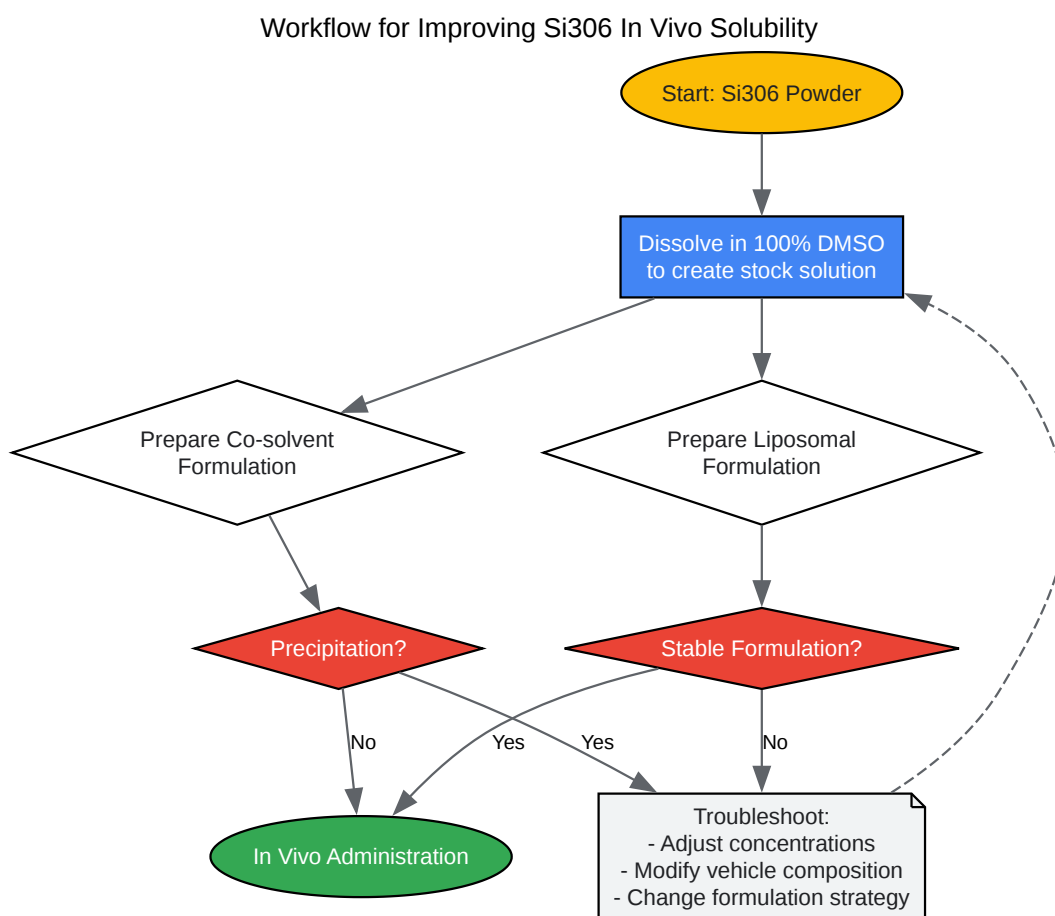 Workflow for Improving Si306 In Vivo Solubility
Start: Si306 Powder
Dissolve in 100% DMSO
to create stock solution
Prepare Co-solvent
Formulation
Prepare Liposomal
Formulation
Precipitation?
Stable Formulation?
No
Yes
Yes
No
In Vivo Administration
Troubleshoot:
- Adjust concentrations
- Modify vehicle composition
- Change formulation strategy